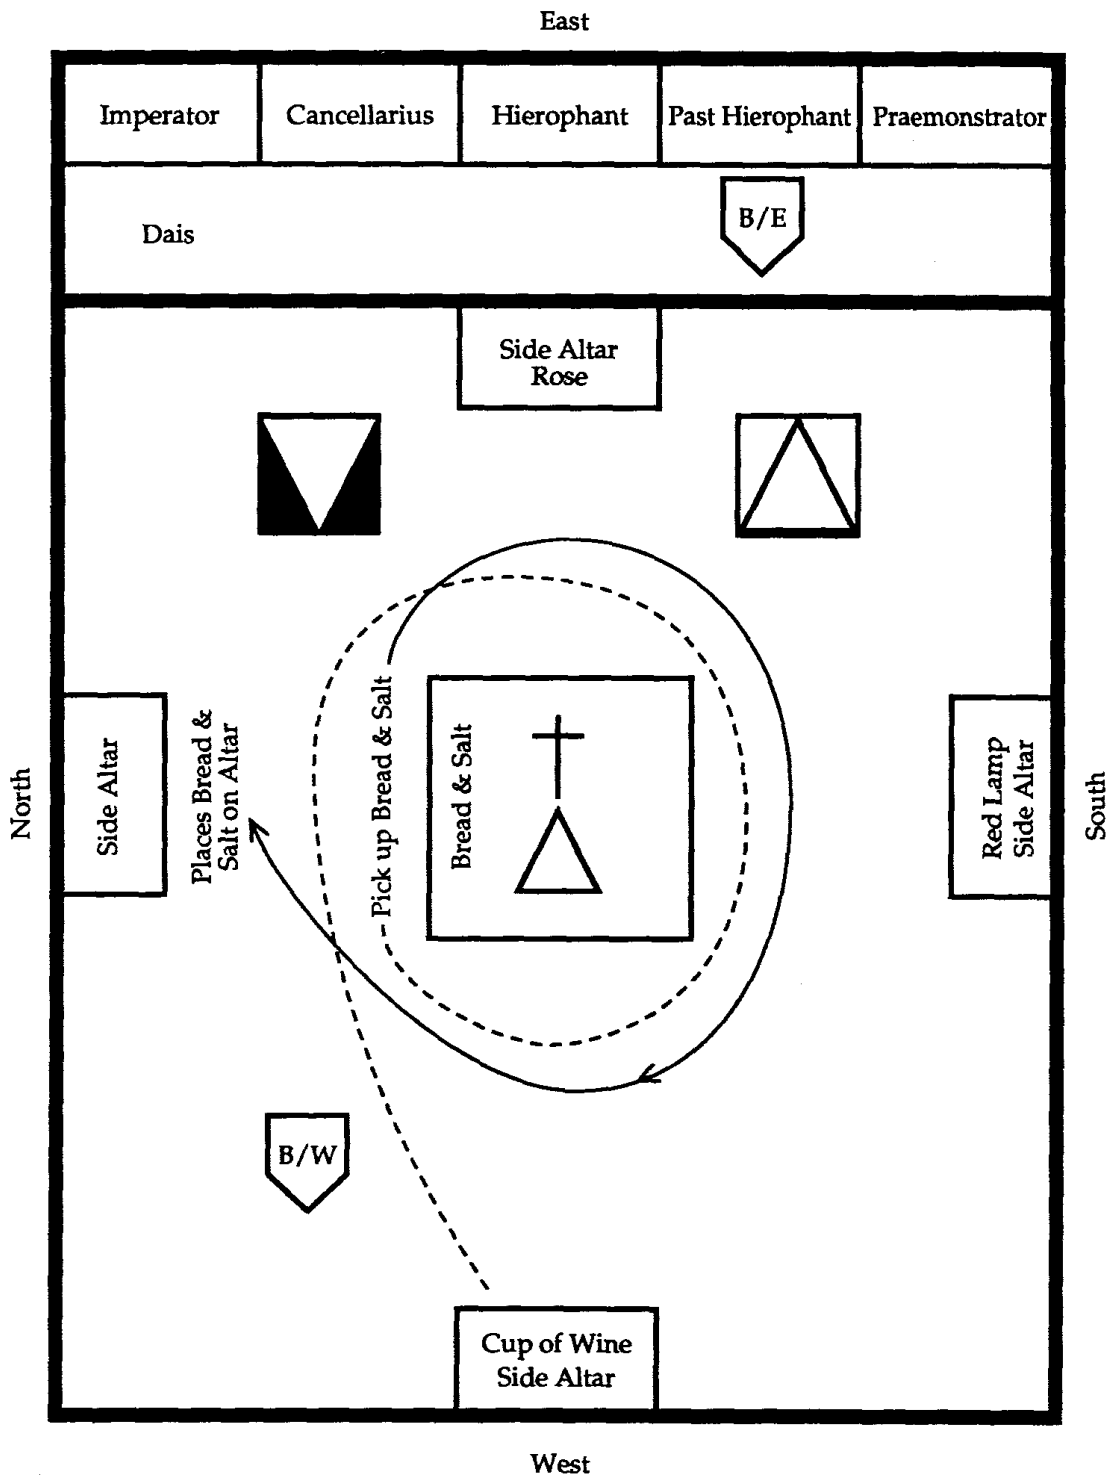 East
Imperator
Cancellarius
Hierophant
Past Hierophant
Praemonstrator
Dais
B/E
Side Altar
Rose
North
Side Altar
Places Bread &
Salt on Altar
Pick up Bread & Salt
Bread & Salt
Red Lamp
Side Altar
South
B/W
Cup of Wine
Side Altar
West